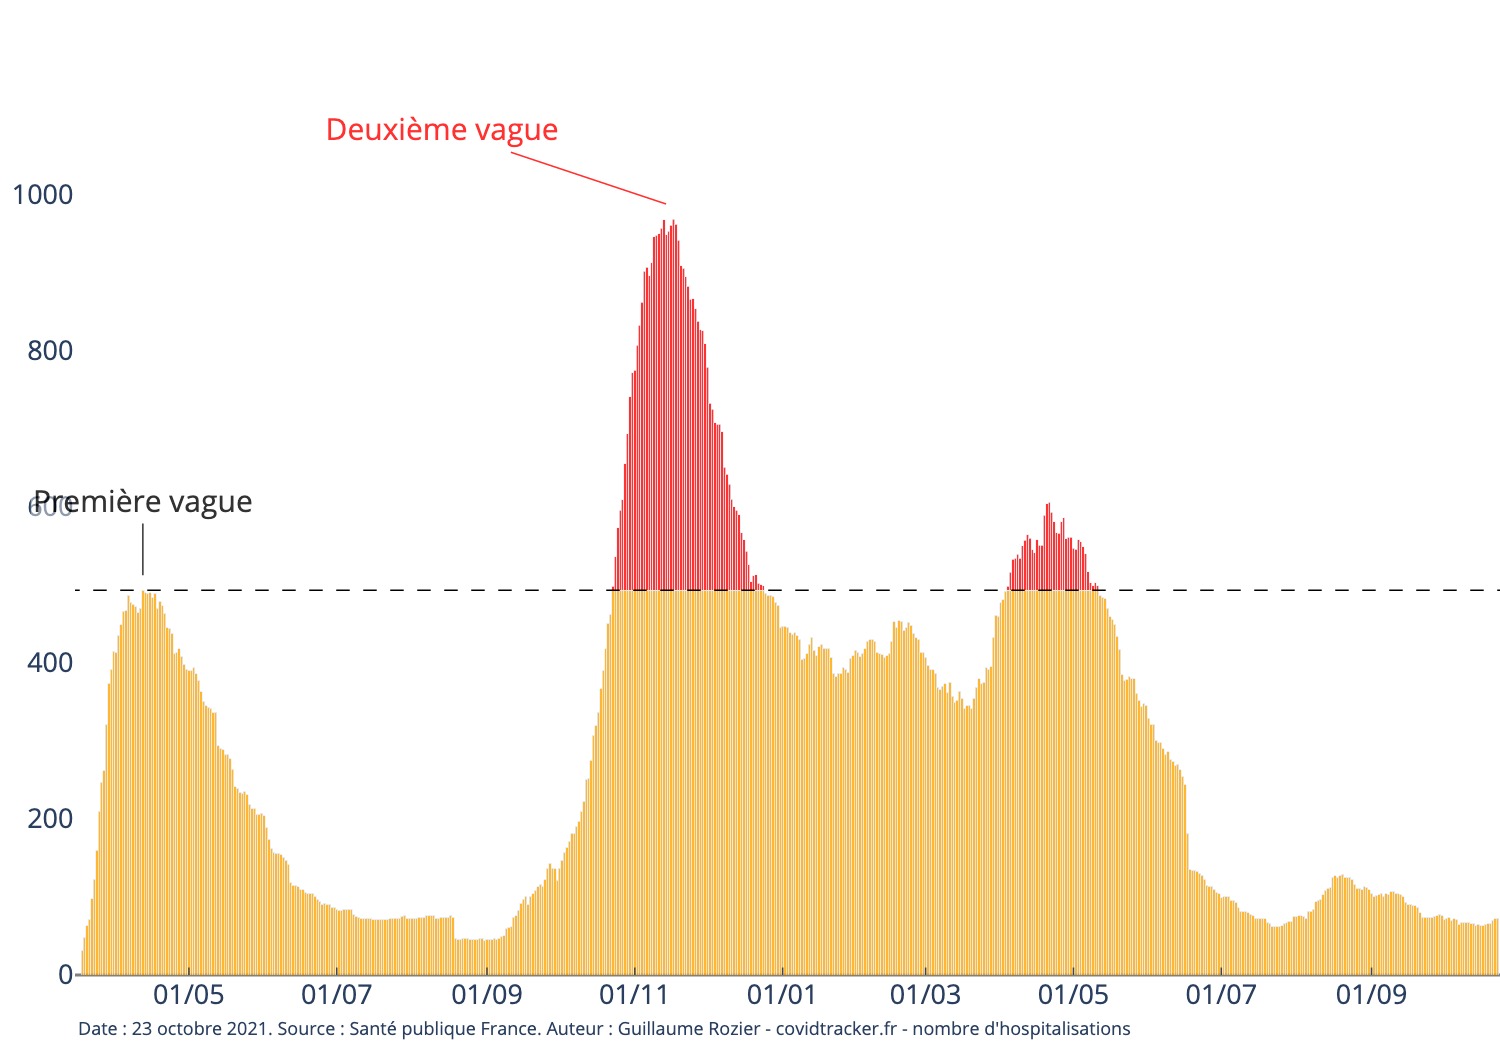 Deuxième vague
1000
800
Première vague
600
400
200
0
01/05 01/07 01/09 01/11 01/01 01/03 01/05 01/07 01/09
Date : 23 octobre 2021. Source : Santé publique France. Auteur : Guillaume Rozier - covidtracker.fr - nombre d'hospitalisations